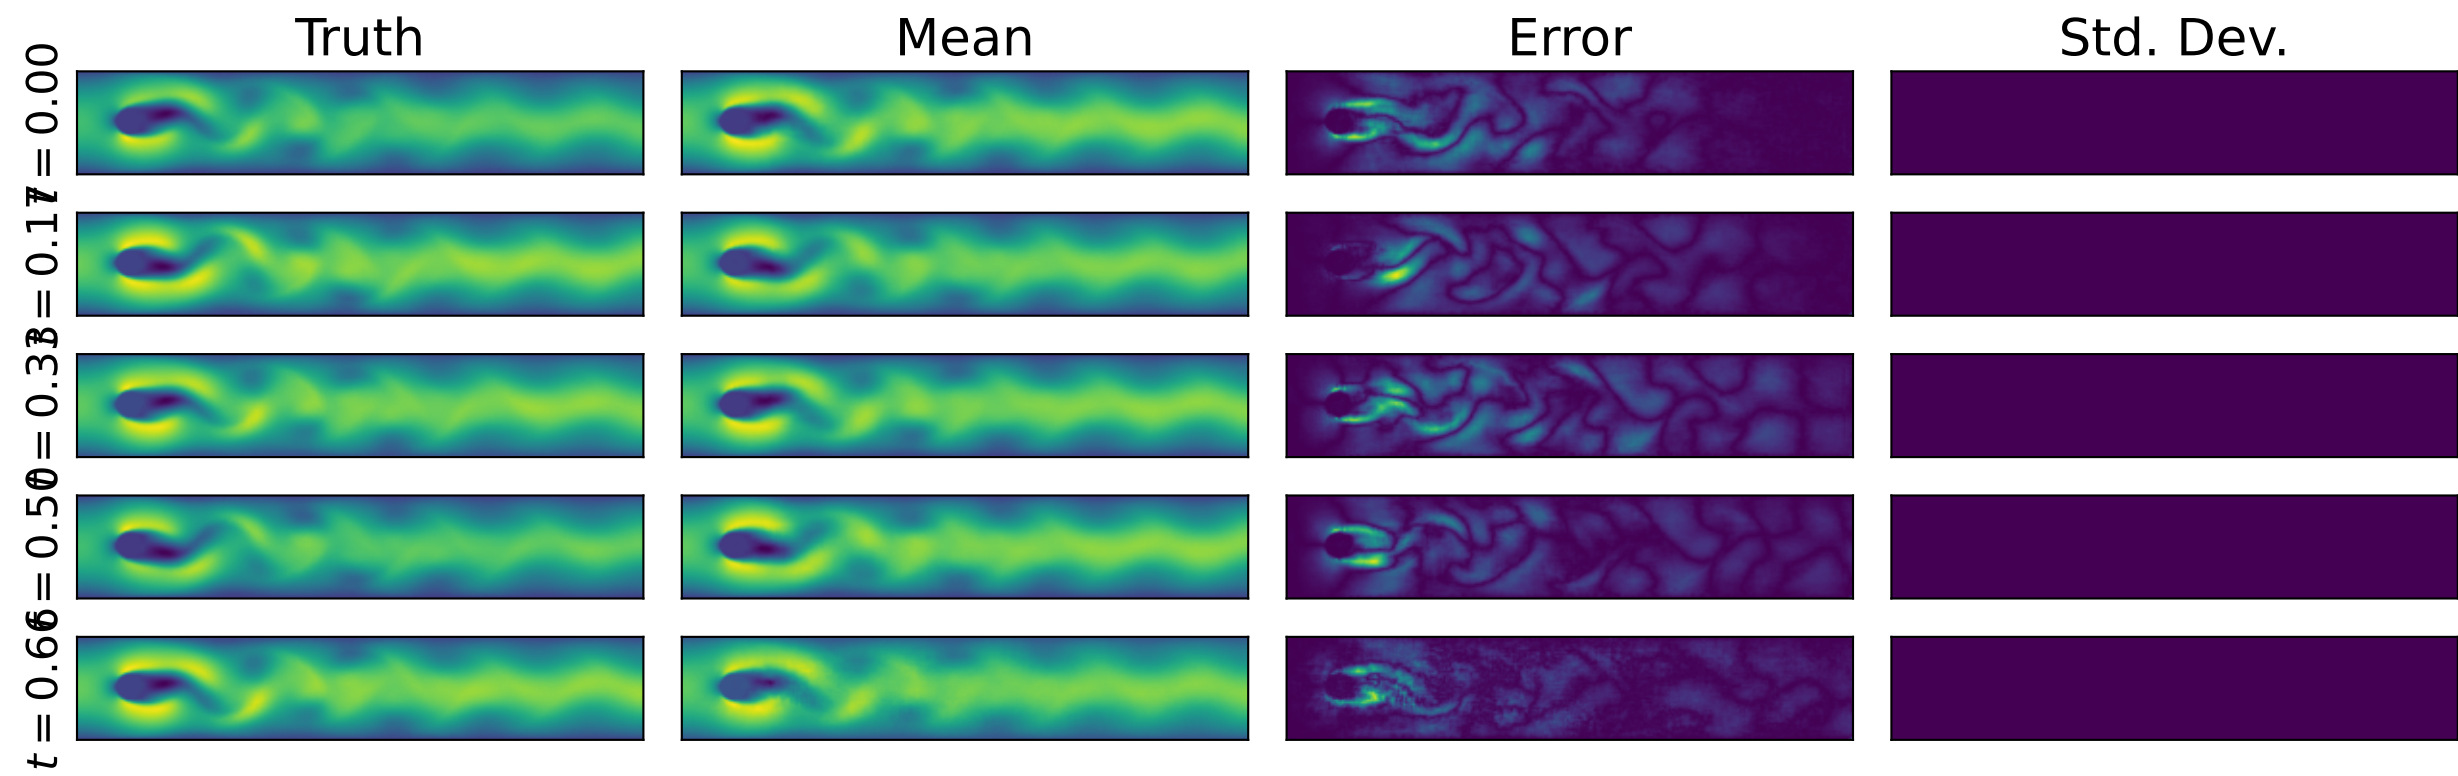 Truth Mean Error Std. Dev.
t = 0.00
t = 0.17
t = 0.33
t = 0.50
t = 0.66